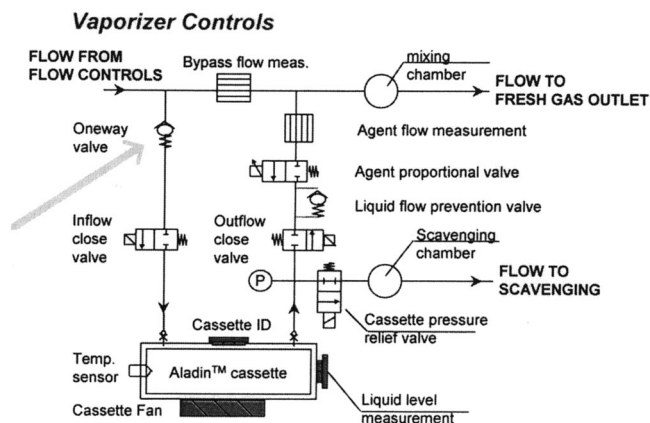 Vaporizer Controls
FLOW FROM
FLOW CONTROLS
Bypass flow meas.
mixing
chamber
FLOW TO
FRESH GAS OUTLET
Oneway
valve
Agent flow measurement
Agent proportional valve
Liquid flow prevention valve
Inflow
close
valve
Outflow
close
valve
Scavenging
chamber
P
FLOW TO
SCAVENGING
Cassette pressure
relief valve
Cassette ID
Temp.
sensor
Aladin™ cassette
Cassette Fan
Liquid level
measurement